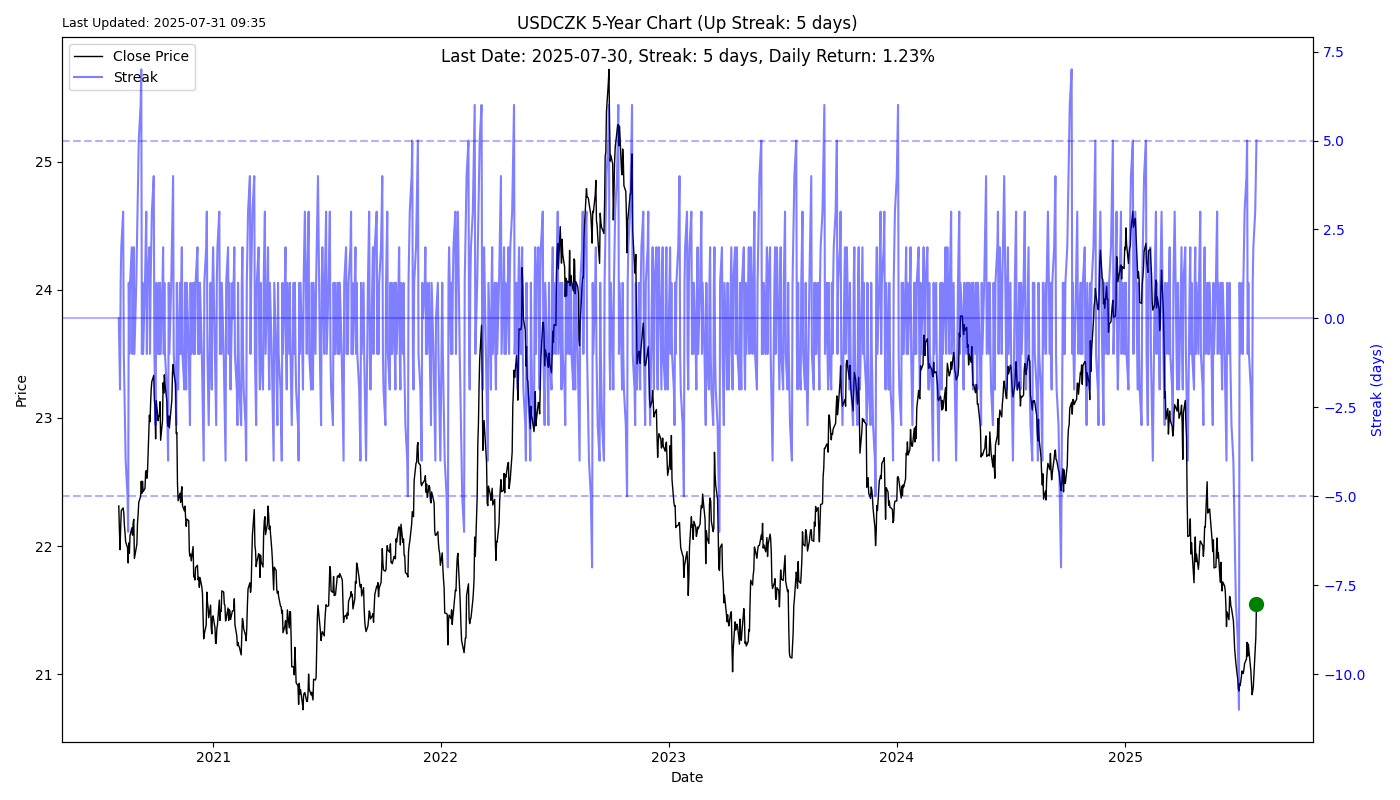 Last Updated: 2025-07-31 09:35
USDCZK 5-Year Chart (Up Streak: 5 days)
Last Date: 2025-07-30, Streak: 5 days, Daily Return: 1.23%
Close Price
Streak
Price
25
24
23
22
21
7.5
5.0
2.5
0.0
−2.5
−5.0
−7.5
−10.0
Streak (days)
2021
2022
2023
2024
2025
Date